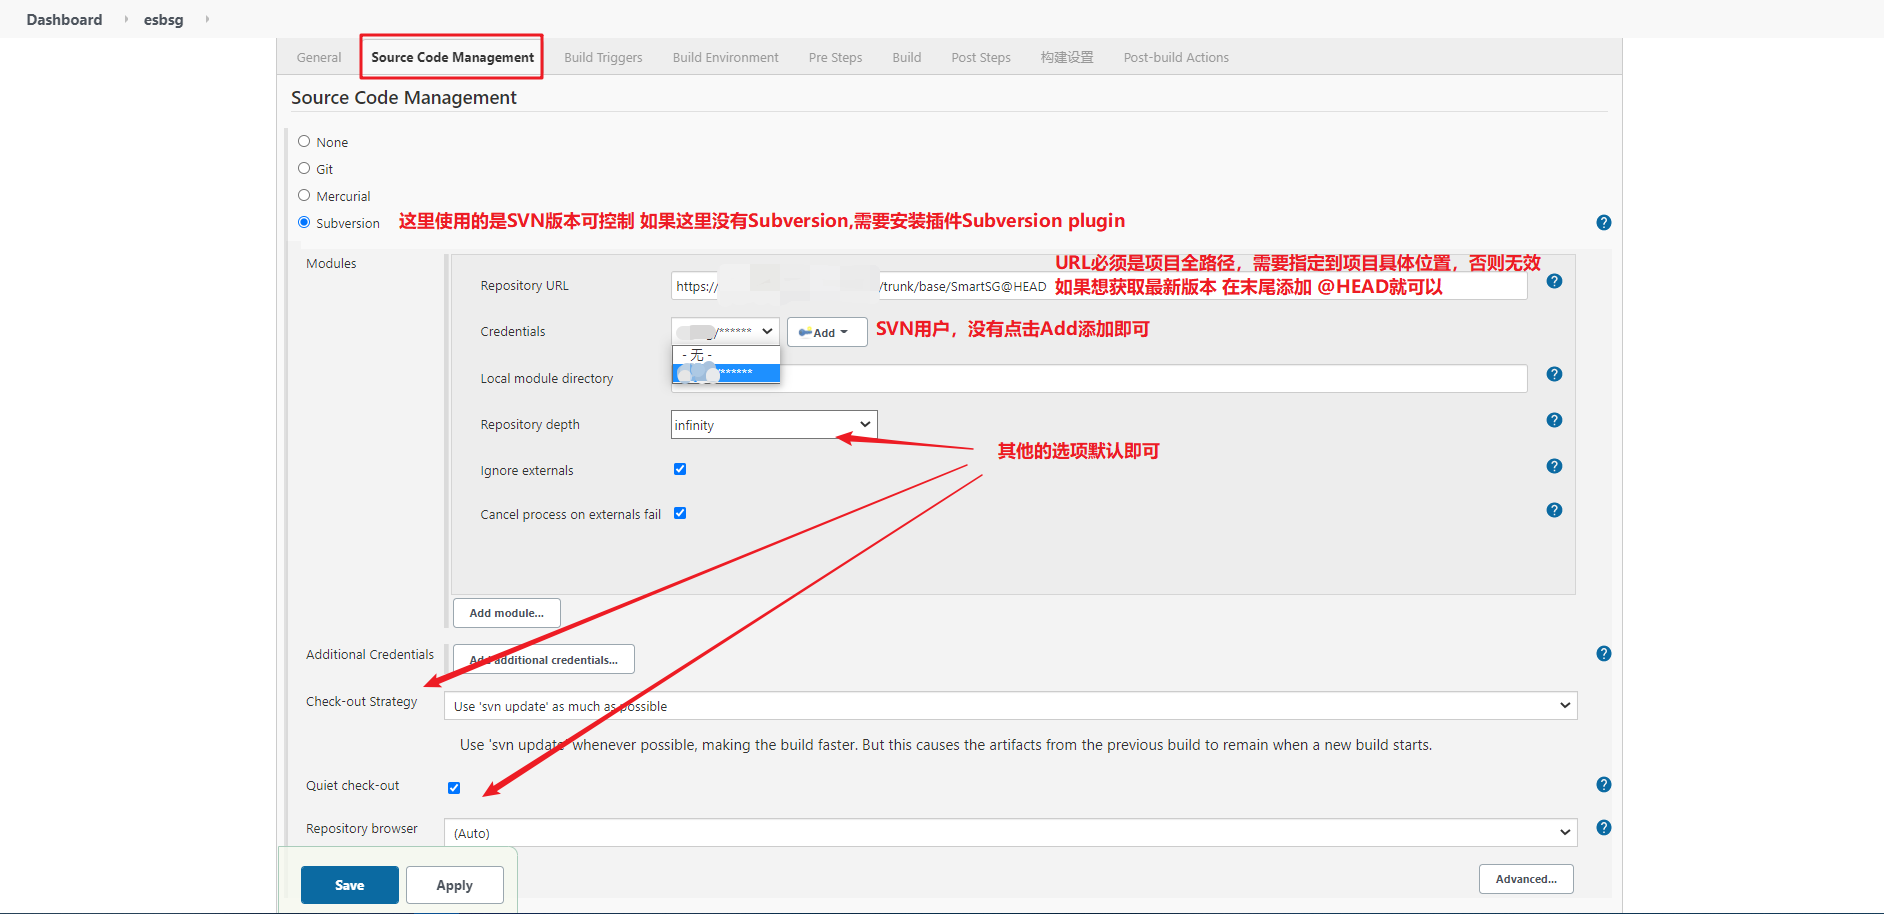 Dashboard esbsg
General Source Code Management Build Triggers Build Environment Pre Steps Build Post Steps 构建设置 Post-build Actions
Source Code Management
None
Git
Mercurial
Subversion 这里使用的是SVN版本可控制 如果这里没有Subversion,需要安装插件Subversion plugin
Modules
URL必须是项目全路径，需要指定到项目具体位置，否则无效
Repository URL https:// /trunk/base/SmartSG@HEAD 如果想获取最新版本 在末尾添加 @HEAD就可以
Credentials /****** Add SVN用户，没有点击Add添加即可
- 无 -
/******
Local module directory
Repository depth infinity
其他的选项默认即可
Ignore externals
Cancel process on externals fail
Add module...
Additional Credentials Add additional credentials...
Check-out Strategy Use 'svn update' as much as possible
Use 'svn update' whenever possible, making the build faster. But this causes the artifacts from the previous build to remain when a new build starts.
Quiet check-out
Repository browser (Auto)
Save Apply Advanced...